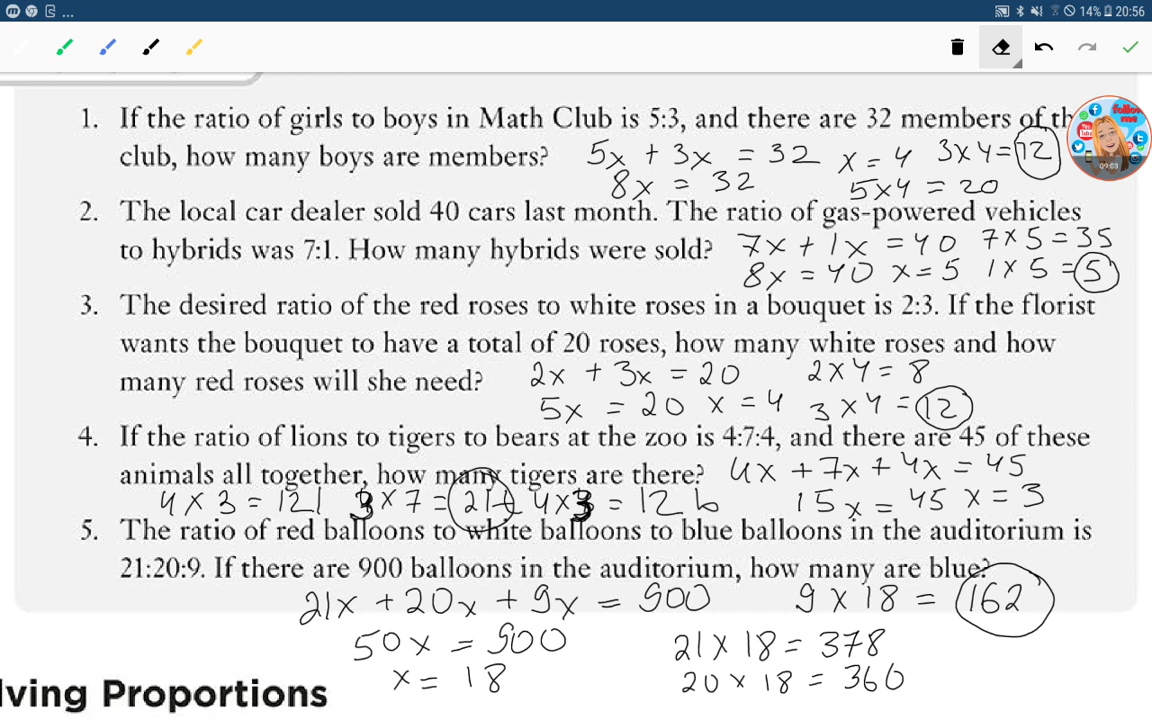 ... 14% 20:56
1. If the ratio of girls to boys in Math Club is 5:3, and there are 32 members of th
club, how many boys are members? 5x + 3x = 32 x = 4 3x4=12
8x = 32 5x4 = 20
follow me
You Tube
09:03
2. The local car dealer sold 40 cars last month. The ratio of gas-powered vehicles
to hybrids was 7:1. How many hybrids were sold? 7x + 1x = 40 7x5=35
8x = 40 x=5 1x5=5
3. The desired ratio of the red roses to white roses in a bouquet is 2:3. If the florist
wants the bouquet to have a total of 20 roses, how many white roses and how
many red roses will she need? 2x + 3x = 20 2x4=8
5x = 20 x = 4 3x4=12
4. If the ratio of lions to tigers to bears at the zoo is 4:7:4, and there are 45 of these
animals all together, how many tigers are there? 4x +7x+4x=45
4x3=12 l 3x7=21 t 4x3=12 b 15x=45 x=3
5. The ratio of red balloons to white balloons to blue balloons in the auditorium is
21:20:9. If there are 900 balloons in the auditorium, how many are blue?
21x +20x + 9x = 900 9x18 = 162
50x = 900 21x18=378
x = 18 20x18=360
lving Proportions